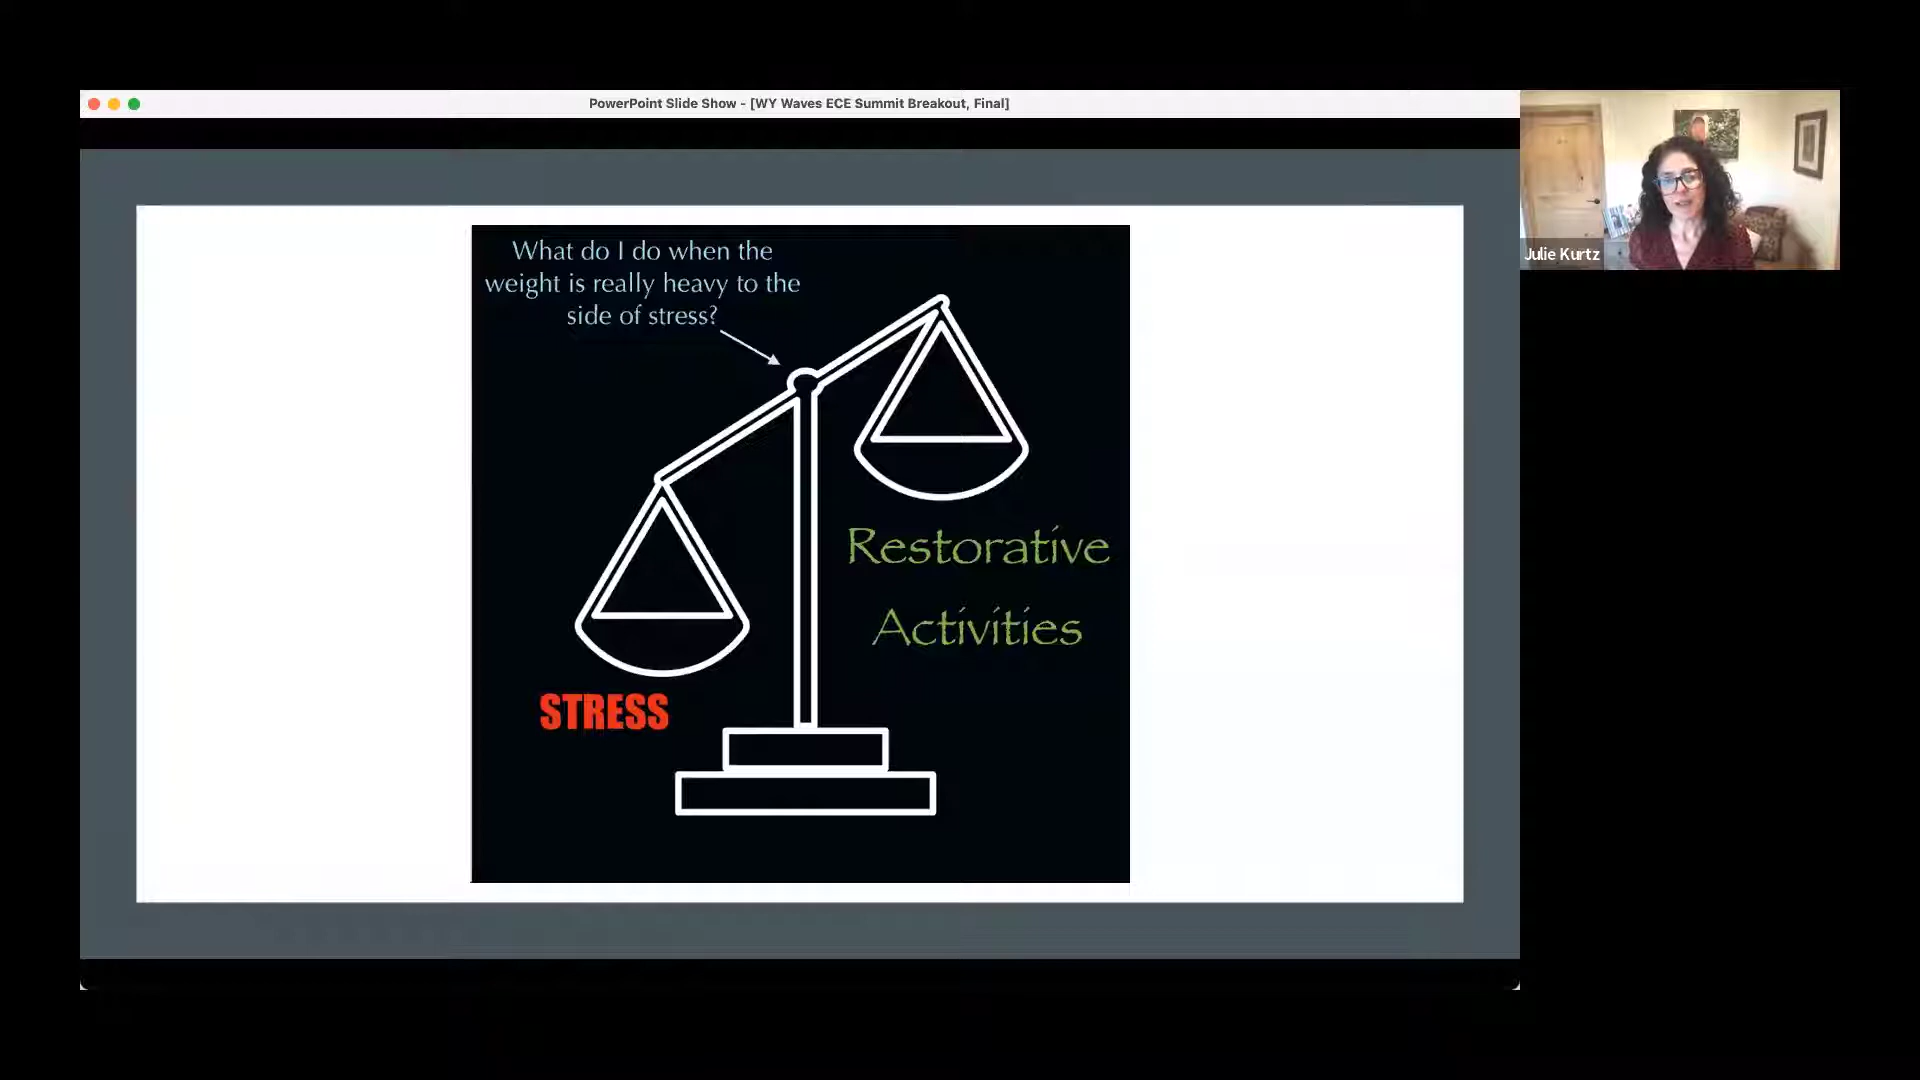 PowerPoint Slide Show - [WY Waves ECE Summit Breakout, Final]
What do I do when the
weight is really heavy to the
side of stress?
Restorative
Activities
STRESS
Julie Kurtz